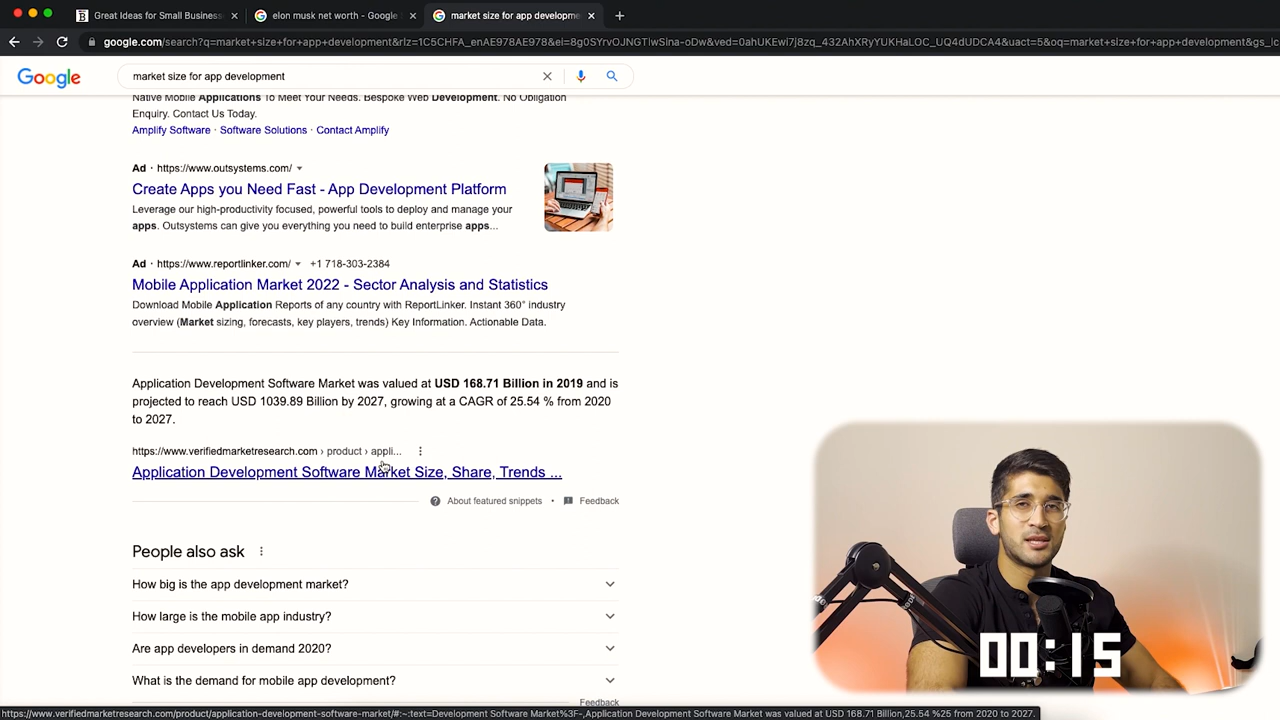 Great Ideas for Small Business
elon musk net worth - Google
market size for app developme
google.com/search?q=market+size+for+app+development&rlz=1C5CHFA_enAE978AE978&ei=8g0SYrvOJNGTlwSina-oDw&ved=0ahUKEwi7j8zq_432AhXRyYUKHaLOC_UQ4dUDCA4&uact=5&oq=market+size+for+app+development&gs_lc
Google
market size for app development
Native Mobile Applications To Meet Your Needs. Bespoke Web Development. No Obligation
Enquiry. Contact Us Today.
Amplify Software · Software Solutions · Contact Amplify
Ad · https://www.outsystems.com/
Create Apps you Need Fast - App Development Platform
Leverage our high-productivity focused, powerful tools to deploy and manage your
apps. Outsystems can give you everything you need to build enterprise apps...
Ad · https://www.reportlinker.com/ +1 718-303-2384
Mobile Application Market 2022 - Sector Analysis and Statistics
Download Mobile Application Reports of any country with ReportLinker. Instant 360° industry
overview (Market sizing, forecasts, key players, trends) Key Information. Actionable Data.
Application Development Software Market was valued at USD 168.71 Billion in 2019 and is
projected to reach USD 1039.89 Billion by 2027, growing at a CAGR of 25.54 % from 2020
to 2027.
https://www.verifiedmarketresearch.com › product › appli...
Application Development Software Market Size, Share, Trends ...
About featured snippets • Feedback
People also ask
How big is the app development market?
How large is the mobile app industry?
Are app developers in demand 2020?
What is the demand for mobile app development?
Feedback
00:15
https://www.verifiedmarketresearch.com/product/application-development-software-market/#:~:text=Development Software Market%3F-,Application Development Software Market was valued at USD 168.71 Billion,25.54 %25 from 2020 to 2027.